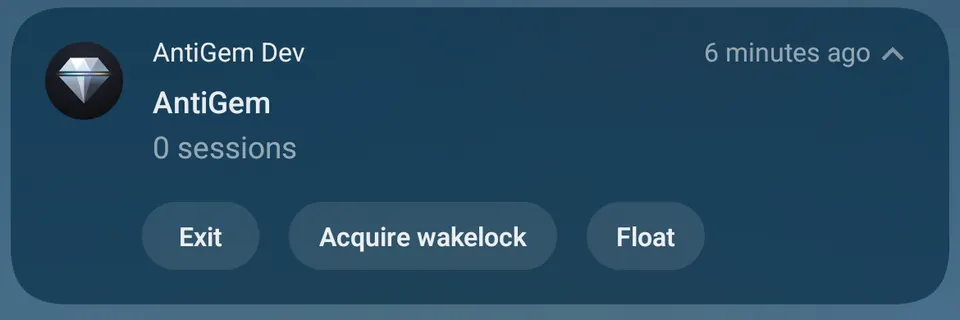 AntiGem Dev 6 minutes ago
AntiGem
0 sessions
Exit Acquire wakelock Float